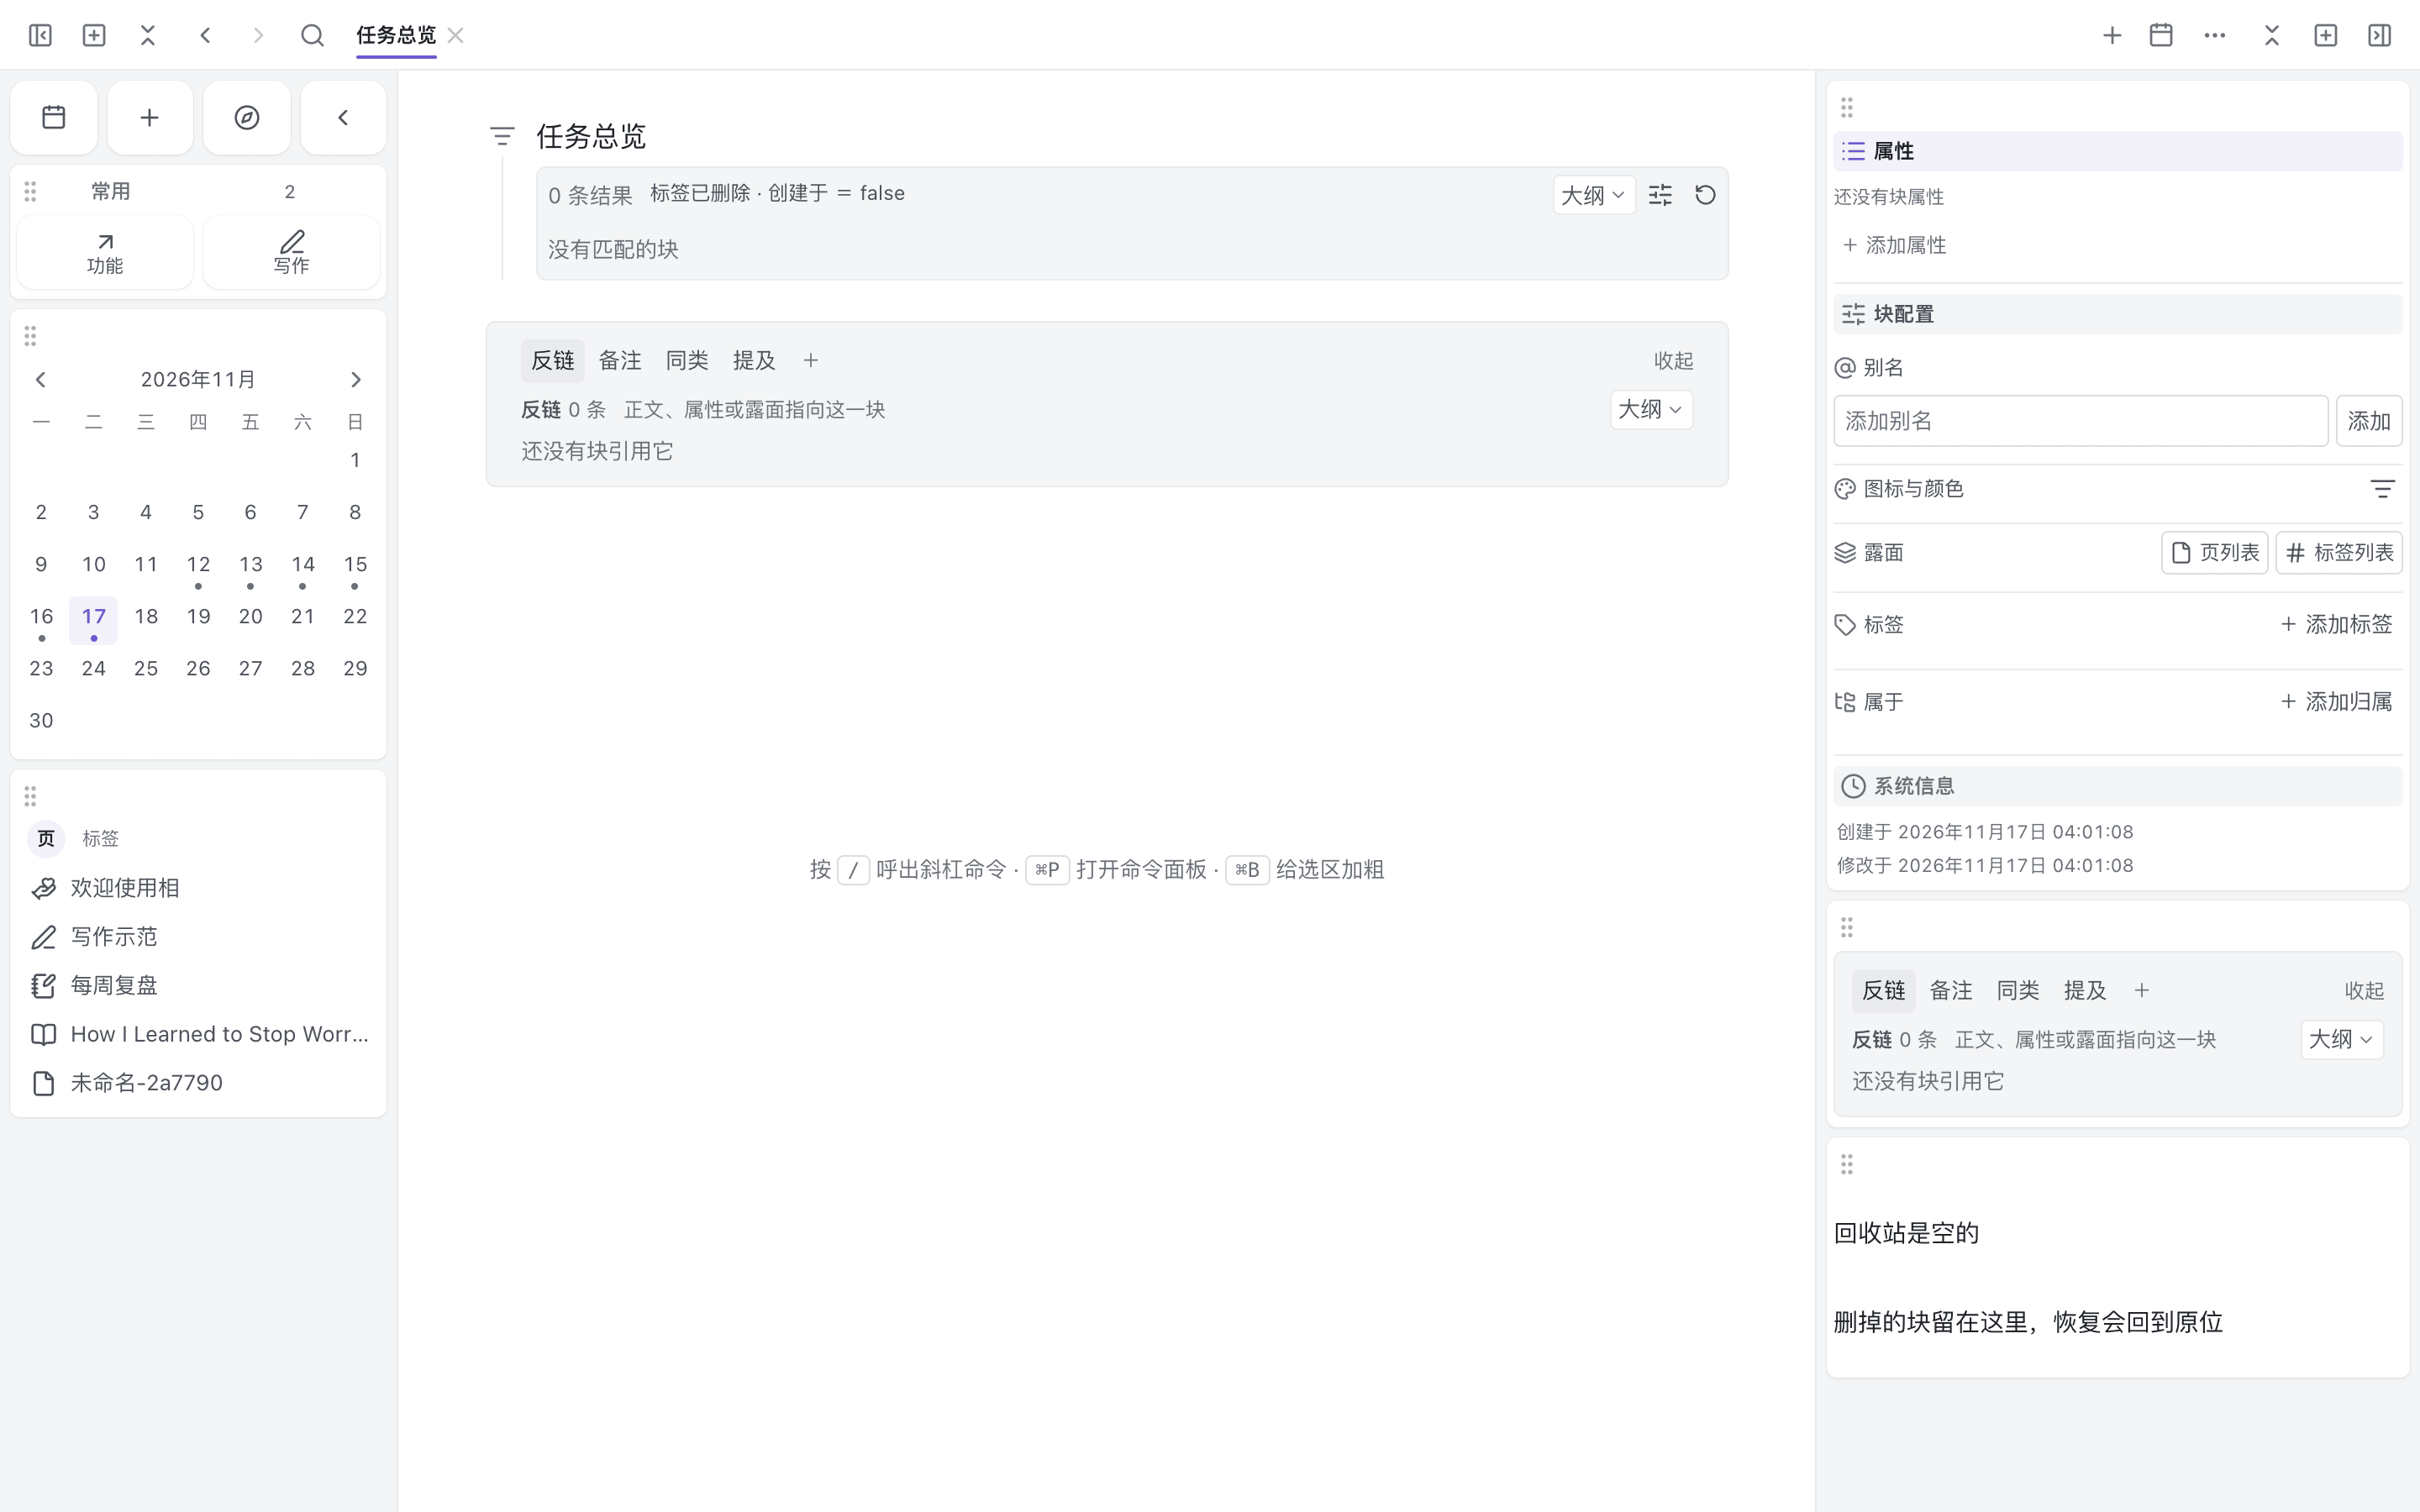 任务总览
常用 2
功能 写作
2026年11月
一 二 三 四 五 六 日
1
2 3 4 5 6 7 8
9 10 11 12 13 14 15
16 17 18 19 20 21 22
23 24 25 26 27 28 29
30
页 标签
欢迎使用相
写作示范
每周复盘
How I Learned to Stop Worr...
未命名-2a7790
任务总览
0 条结果 标签已删除 · 创建于 = false 大纲
没有匹配的块
反链 备注 同类 提及 + 收起
反链 0 条 正文、属性或露面指向这一块 大纲
还没有块引用它
按 / 呼出斜杠命令 · ⌘P 打开命令面板 · ⌘B 给选区加粗
属性
还没有块属性
+ 添加属性
块配置
别名
添加别名 添加
图标与颜色
露面 页列表 # 标签列表
标签 + 添加标签
属于 + 添加归属
系统信息
创建于 2026年11月17日 04:01:08
修改于 2026年11月17日 04:01:08
反链 备注 同类 提及 + 收起
反链 0 条 正文、属性或露面指向这一块 大纲
还没有块引用它
回收站是空的
删掉的块留在这里，恢复会回到原位